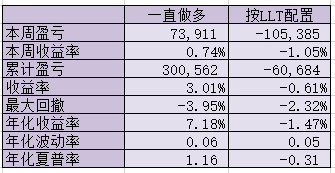 一直做多 按LLT配置
本周盈亏 73,911 -105,385
本周收益率 0.74% -1.05%
累计盈亏 300,562 -60,684
收益率 3.01% -0.61%
最大回撤 -3.95% -2.32%
年化收益率 7.18% -1.47%
年化波动率 0.06 0.05
年化夏普率 1.16 -0.31